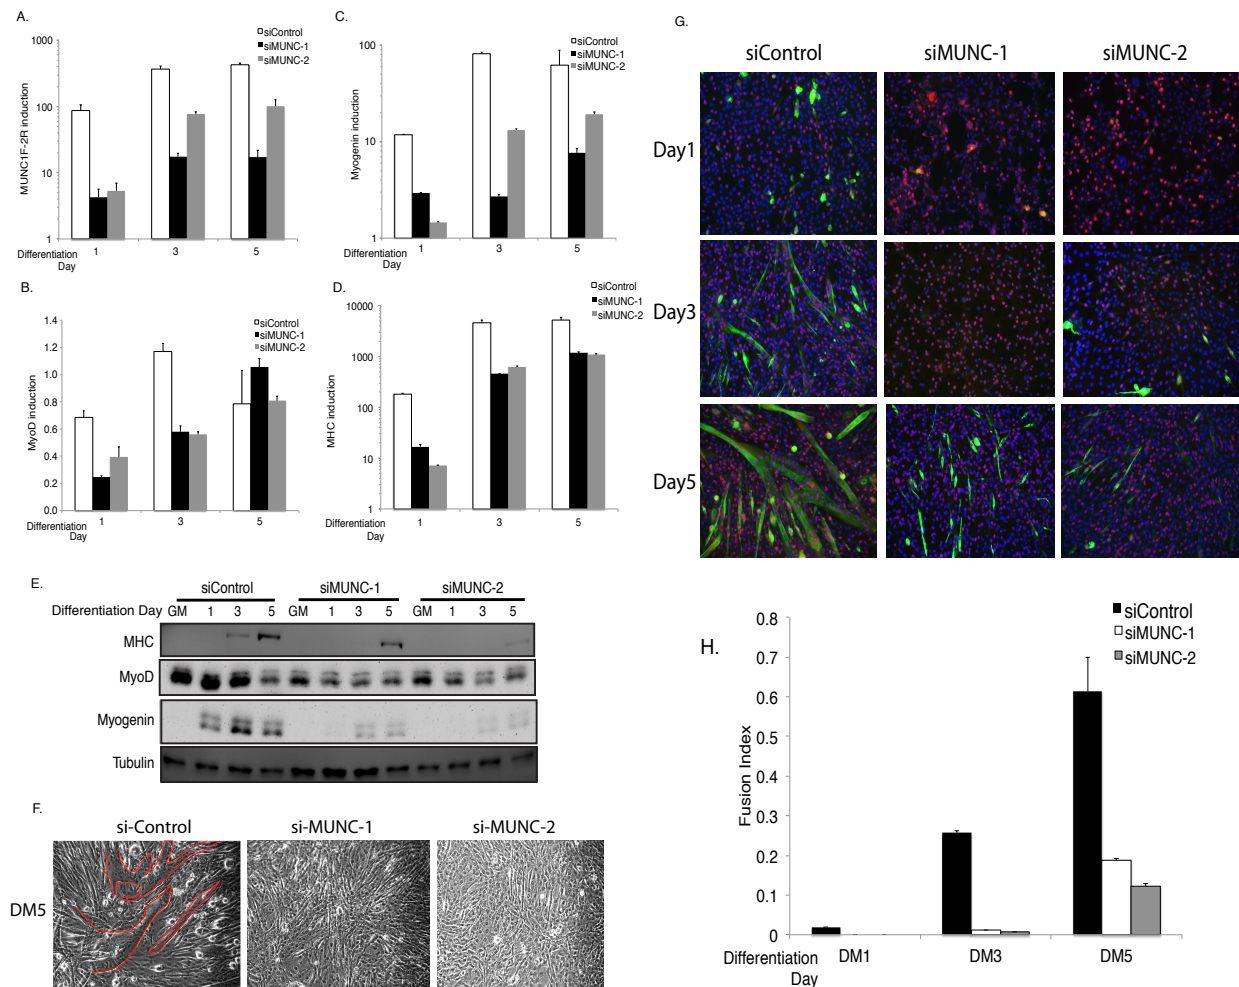 A.
1000
100
10
1
MUNC1F-2R induction
siControl
siMUNC-1
siMUNC-2
Differentiation
Day
1 3 5
B.
1.4
1.2
1.0
0.8
0.6
0.4
0.2
0.0
MyoD induction
siControl
siMUNC-1
siMUNC-2
Differentiation
Day
1 3 5
C.
100
10
1
Myogenin induction
siControl
siMUNC-1
siMUNC-2
1 3 5
D.
10000
1000
100
10
1
MHC induction
siControl
siMUNC-1
siMUNC-2
Differentiation
Day
1 3 5
E.
siControl siMUNC-1 siMUNC-2
Differentiation Day GM 1 3 5 GM 1 3 5 GM 1 3 5
MHC
MyoD
Myogenin
Tubulin
F.
si-Control si-MUNC-1 si-MUNC-2
DM5
G.
siControl siMUNC-1 siMUNC-2
Day1
Day3
Day5
H.
0.8
0.7
0.6
0.5
0.4
0.3
0.2
0.1
0
Fusion Index
siControl
siMUNC-1
siMUNC-2
Differentiation
Day
DM1 DM3 DM5
Differentiation
Day